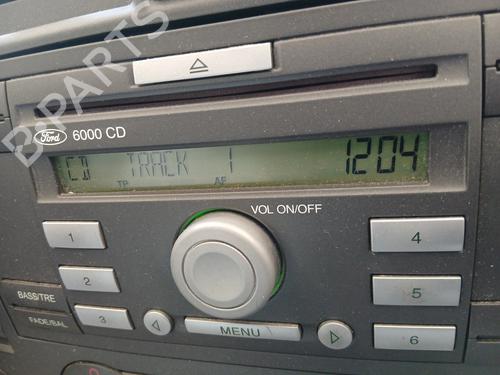 B-PARTS
Ford 6000 CD
CD TRACK 1 1204
TP AF
VOL ON/OFF
1
4
2
5
BASS/TRE
3
MENU
6
FADE/BAL